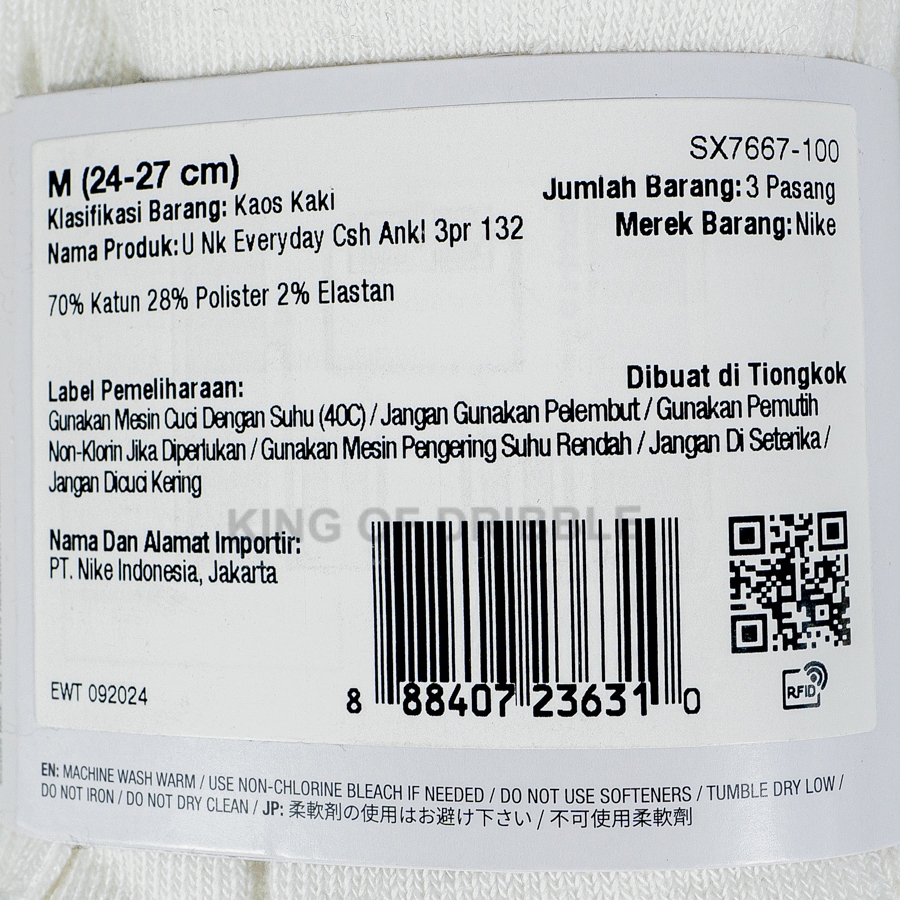 SX7667-100
M (24-27 cm)
Jumlah Barang: 3 Pasang
Klasifikasi Barang: Kaos Kaki
Merek Barang: Nike
Nama Produk: U Nk Everyday Csh Ankl 3pr 132
70% Katun 28% Polister 2% Elastan
Dibuat di Tiongkok
Label Pemeliharaan:
Gunakan Mesin Cuci Dengan Suhu (40C) / Jangan Gunakan Pelembut / Gunakan Pemutih
Non-Klorin Jika Diperlukan / Gunakan Mesin Pengering Suhu Rendah / Jangan Di Seterika /
Jangan Dicuci Kering
KING OF DRIBBLE
Nama Dan Alamat Importir:
PT. Nike Indonesia, Jakarta
EWT 092024
8 88407 23631 0
RFID
EN: MACHINE WASH WARM / USE NON-CHLORINE BLEACH IF NEEDED / DO NOT USE SOFTENERS / TUMBLE DRY LOW /
DO NOT IRON / DO NOT DRY CLEAN / JP: 柔軟剤の使用はお避け下さい / 不可使用柔軟劑